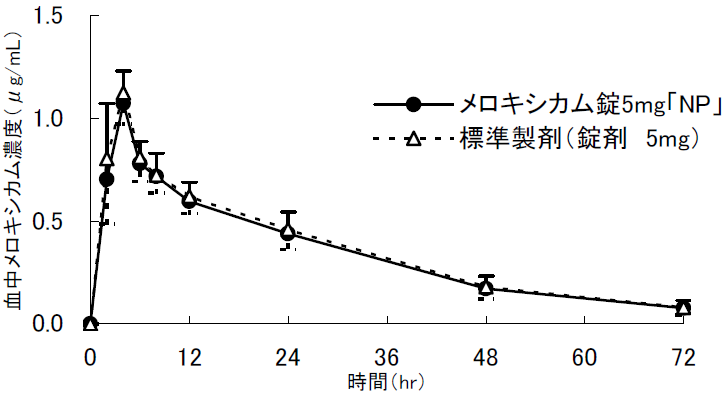 血中メロキシカム濃度(μg/mL)
1.5
1.0
0.5
0.0
メロキシカム錠5mg「NP」
標準製剤(錠剤　5mg)
0 12 24 36 48 60 72
時間(hr)